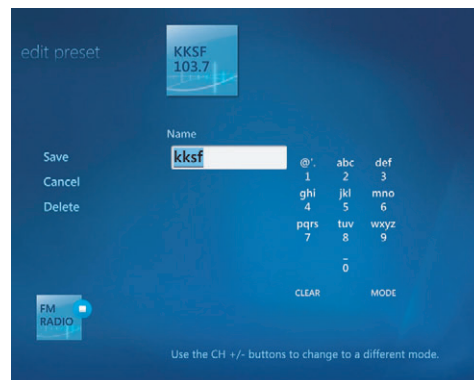 edit preset
KKSF
103.7
Name
kksf
Save
Cancel
Delete
@'. abc def
1 2 3
ghi jkl mno
4 5 6
pqrs tuv wxyz
7 8 9
_
0
CLEAR MODE
FM
RADIO
Use the CH +/- buttons to change to a different mode.